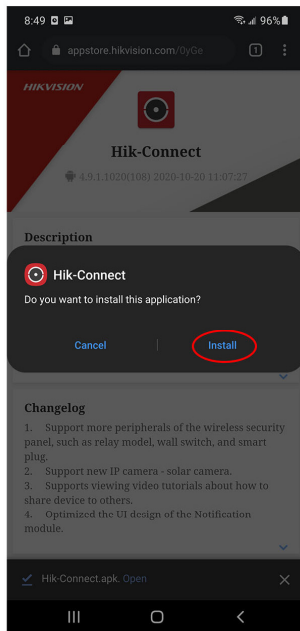 8:49 96%
appstore.hikvision.com/0yGe 1
HIKVISION
Hik-Connect
4.9.1.1020(108) 2020-10-20 11:07:27
Description
Hik-Connect
Do you want to install this application?
Cancel Install
Changelog
1. Support more peripherals of the wireless security
panel, such as relay model, wall switch, and smart
plug.
2. Support new IP camera - solar camera.
3. Supports viewing video tutorials about how to
share device to others.
4. Optimized the UI design of the Notification
module.
Hik-Connect.apk. Open